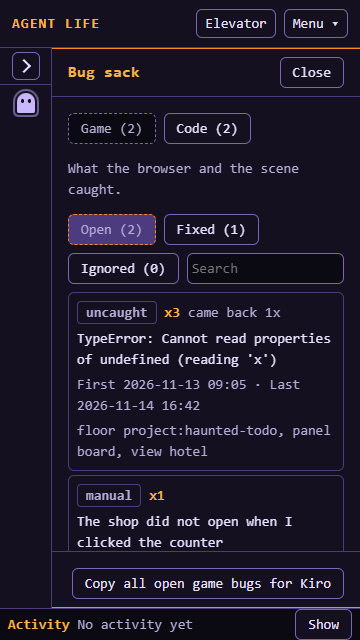 AGENT LIFE
Elevator
Menu ▾
Bug sack
Close
Game (2)
Code (2)
What the browser and the scene
caught.
Open (2)
Fixed (1)
Ignored (0)
Search
uncaught x3 came back 1x
TypeError: Cannot read properties
of undefined (reading 'x')
First 2026-11-13 09:05 · Last
2026-11-14 16:42
floor project:haunted-todo, panel
board, view hotel
manual x1
The shop did not open when I
clicked the counter
Copy all open game bugs for Kiro
Activity No activity yet
Show